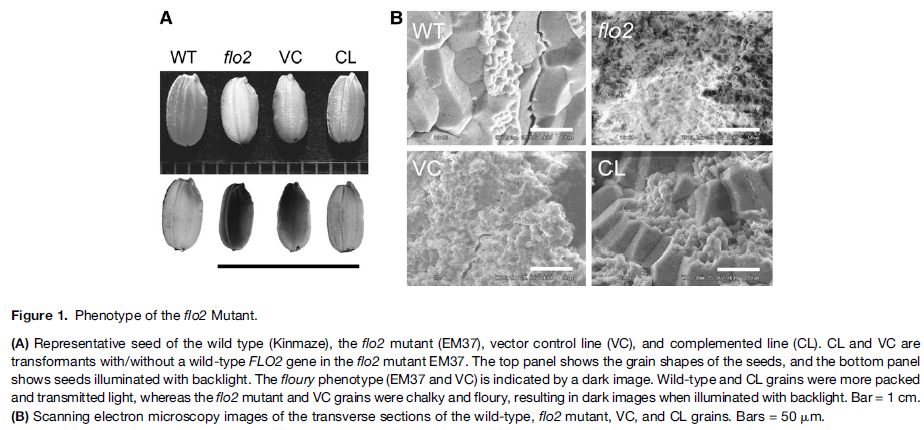 A
WT flo2 VC CL
B
WT
flo2
VC
CL
Figure 1. Phenotype of the flo2 Mutant.
(A) Representative seed of the wild type (Kinmaze), the flo2 mutant (EM37), vector control line (VC), and complemented line (CL). CL and VC are
transformants with/without a wild-type FLO2 gene in the flo2 mutant EM37. The top panel shows the grain shapes of the seeds, and the bottom panel
shows seeds illuminated with backlight. The floury phenotype (EM37 and VC) is indicated by a dark image. Wild-type and CL grains were more packed
and transmitted light, whereas the flo2 mutant and VC grains were chalky and floury, resulting in dark images when illuminated with backlight. Bar = 1 cm.
(B) Scanning electron microscopy images of the transverse sections of the wild-type, flo2 mutant, VC, and CL grains. Bars = 50 μm.